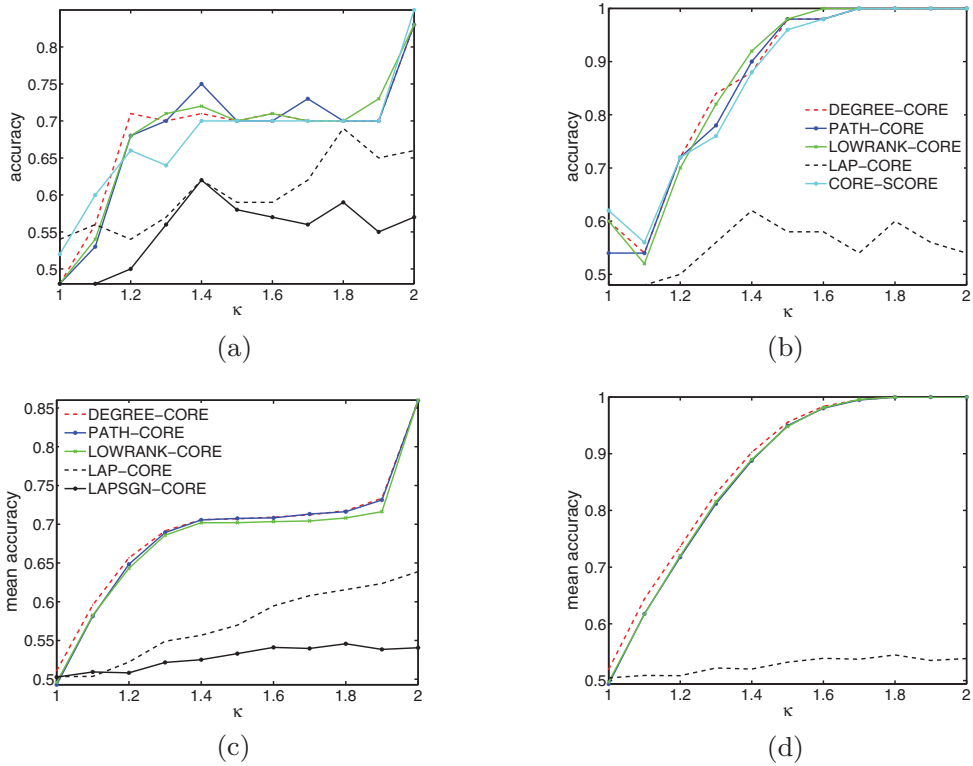 0.8
0.75
0.7
0.65
0.6
0.55
0.5
accuracy
1
1.2
1.4
1.6
1.8
2
κ
(a)
1
0.9
0.8
0.7
0.6
0.5
accuracy
DEGREE−CORE
PATH−CORE
LOWRANK−CORE
LAP−CORE
CORE−SCORE
1
1.2
1.4
1.6
1.8
2
κ
(b)
0.85
0.8
0.75
0.7
0.65
0.6
0.55
0.5
mean accuracy
DEGREE−CORE
PATH−CORE
LOWRANK−CORE
LAP−CORE
LAPSGN−CORE
1
1.2
1.4
1.6
1.8
2
κ
(c)
1
0.9
0.8
0.7
0.6
0.5
mean accuracy
1
1.2
1.4
1.6
1.8
2
κ
(d)